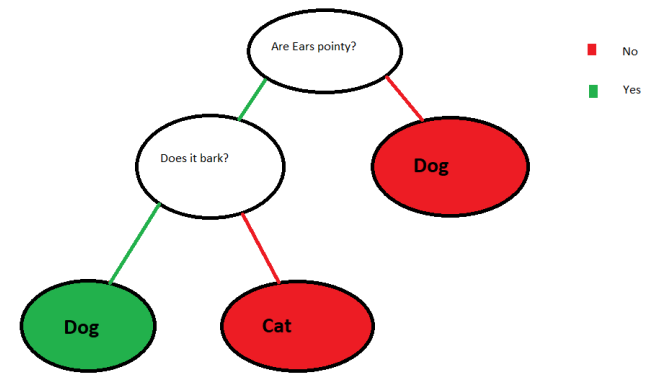 Are Ears pointy?
No
Yes
Does it bark?
Dog
Dog
Cat